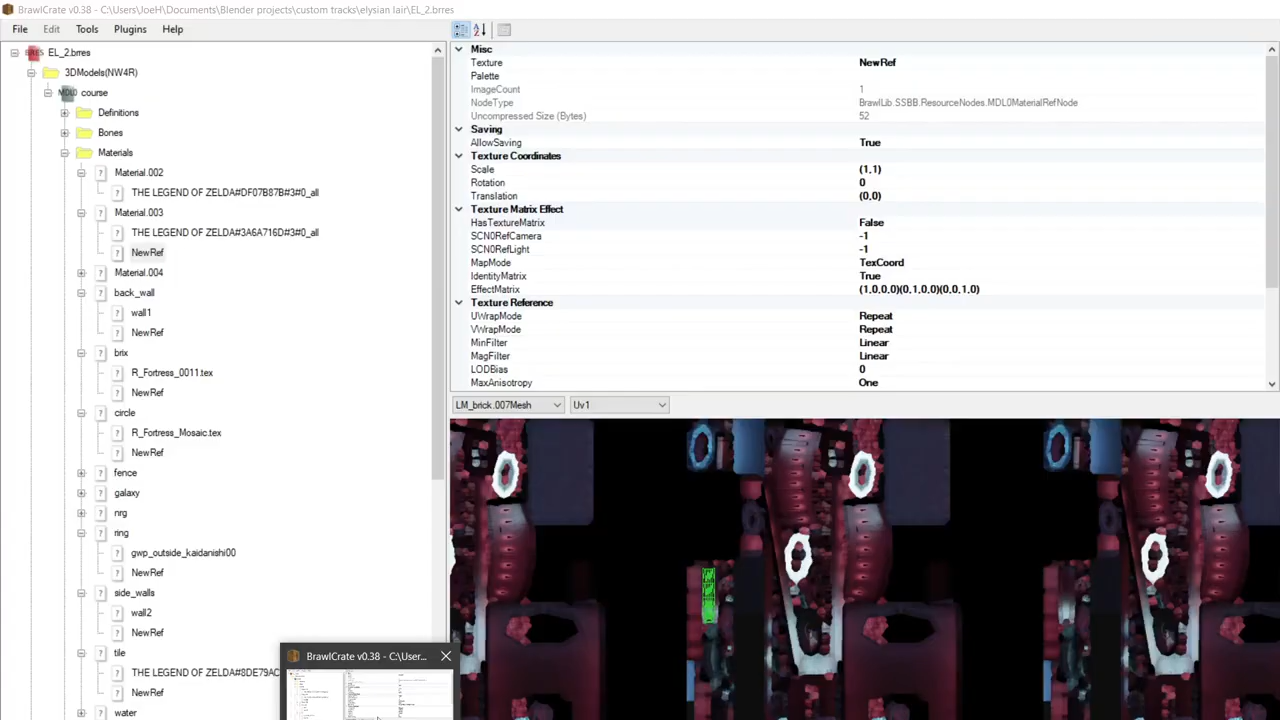 BrawlCrate v0.38 - C:\Users\JoeH\Documents\Blender projects\custom tracks\elysian lair\EL_2.brres
File Edit Tools Plugins Help
EL_2.brres
3DModels(NW4R)
course
Definitions
Bones
Materials
Material.002
THE LEGEND OF ZELDA#DF07B87B#3#0_all
Material.003
THE LEGEND OF ZELDA#3A6A716D#3#0_all
NewRef
Material.004
back_wall
wall1
NewRef
brix
R_Fortress_0011.tex
NewRef
circle
R_Fortress_Mosaic.tex
NewRef
fence
galaxy
nrg
ring
gwp_outside_kaidanishi00
NewRef
side_walls
wall2
NewRef
tile
THE LEGEND OF ZELDA#8DE79AC
NewRef
water
Misc
Texture NewRef
Palette
ImageCount 1
NodeType BrawlLib.SSBB.ResourceNodes.MDL0MaterialRefNode
Uncompressed Size (Bytes) 52
Saving
AllowSaving True
Texture Coordinates
Scale (1,1)
Rotation 0
Translation (0,0)
Texture Matrix Effect
HasTextureMatrix False
SCN0RefCamera -1
SCN0RefLight -1
MapMode TexCoord
IdentityMatrix True
EffectMatrix (1,0,0,0)(0,1,0,0)(0,0,1,0)
Texture Reference
UWrapMode Repeat
VWrapMode Repeat
MinFilter Linear
MagFilter Linear
LODBias 0
MaxAnisotropy One
LM_brick.007Mesh Uv1
BrawlCrate v0.38 - C:\User...